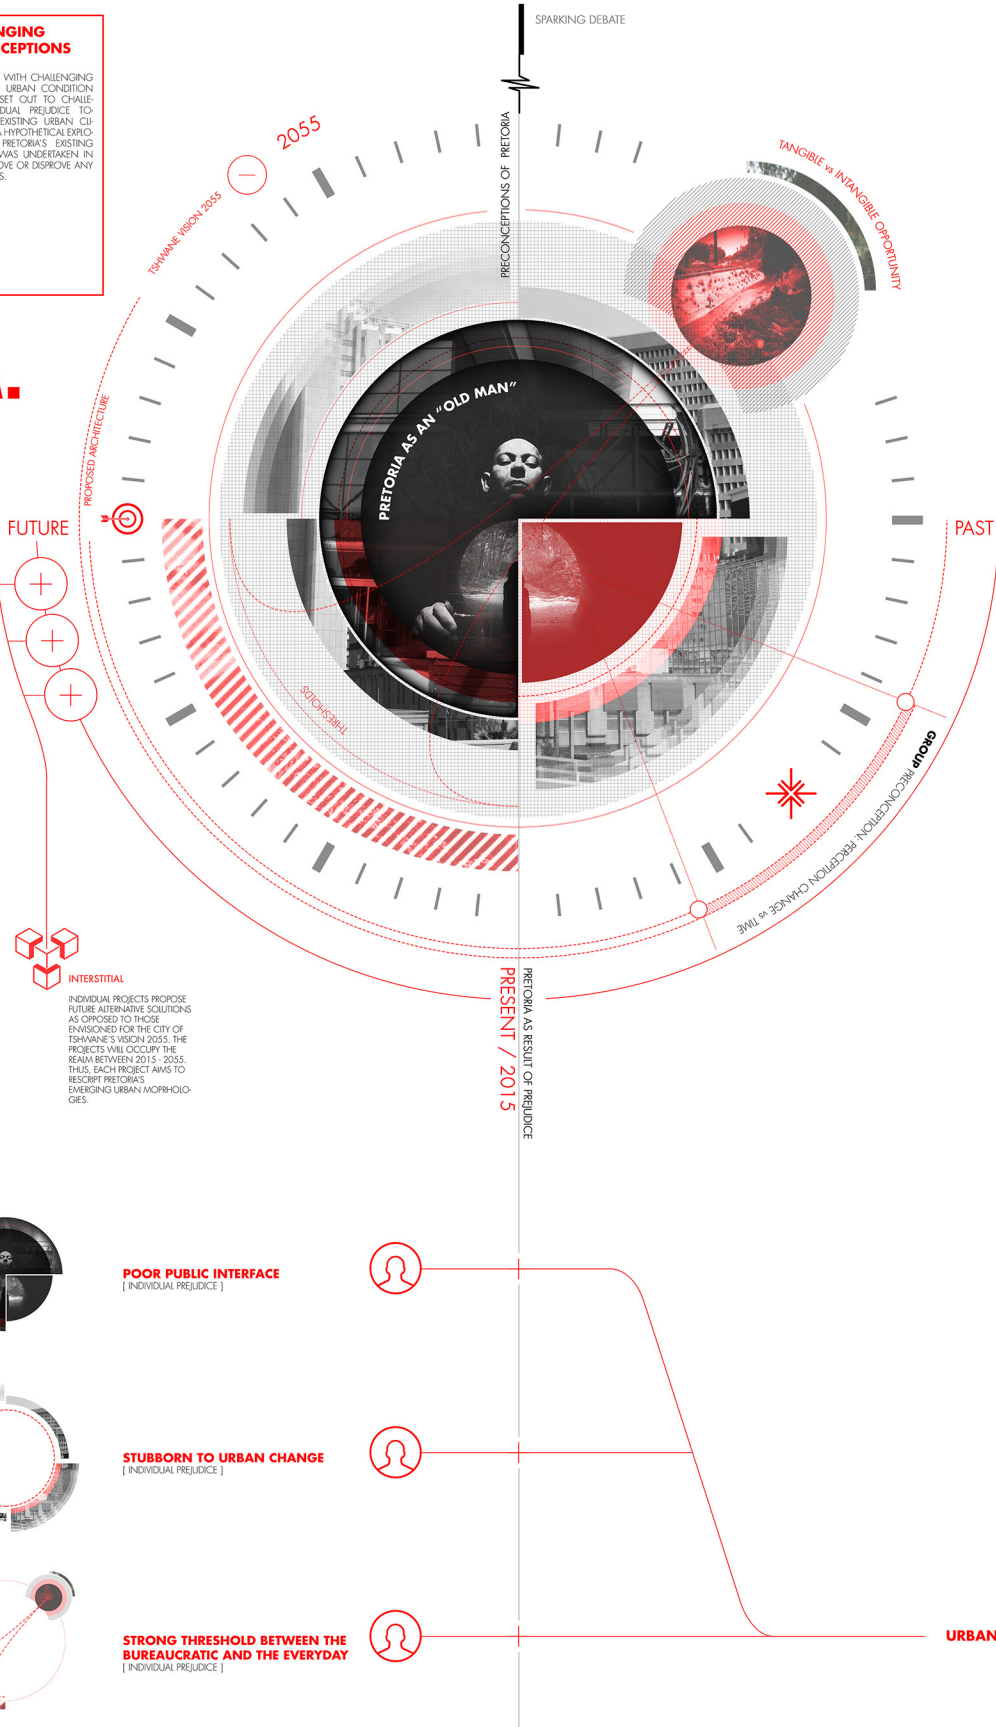 SPARKING DEBATE
NGING
CEPTIONS
WITH CHALLENGING
URBAN CONDITION
SET OUT TO CHALLE-
DUAL PREJUDICE TO-
EXISTING URBAN CLI-
A HYPOTHETICAL EXPLO-
PRETORIA'S EXISTING
WAS UNDERTAKEN IN
OVE OR DISPROVE ANY
S.
2055
TSHWANE VISION 2055
PRECONCEPTIONS OF PRETORIA
TANGIBLE vs INTANGIBLE OPPORTUNITY
PRETORIA AS AN "OLD MAN"
PROPOSED ARCHITECTURE
FUTURE
PAST
THRESHOLDS
GROUP PRECONCEPTION: PERCEPTION CHANGE vs TIME
PRESENT / 2015
PRETORIA AS RESULT OF PREJUDICE
INTERSTITIAL
INDIVIDUAL PROJECTS PROPOSE
FUTURE ALTERNATIVE SOLUTIONS
AS OPPOSED TO THOSE
ENVISIONED FOR THE CITY OF
TSHWANE'S VISION 2055. THE
PROJECTS WILL OCCUPY THE
REALM BETWEEN 2015 - 2055.
THUS, EACH PROJECT AIMS TO
RESCRIPT PRETORIA'S
EMERGING URBAN MOPRHOLO-
GIES.
POOR PUBLIC INTERFACE
[ INDIVIDUAL PREJUDICE ]
STUBBORN TO URBAN CHANGE
[ INDIVIDUAL PREJUDICE ]
STRONG THRESHOLD BETWEEN THE
BUREAUCRATIC AND THE EVERYDAY
[ INDIVIDUAL PREJUDICE ]
URBAN